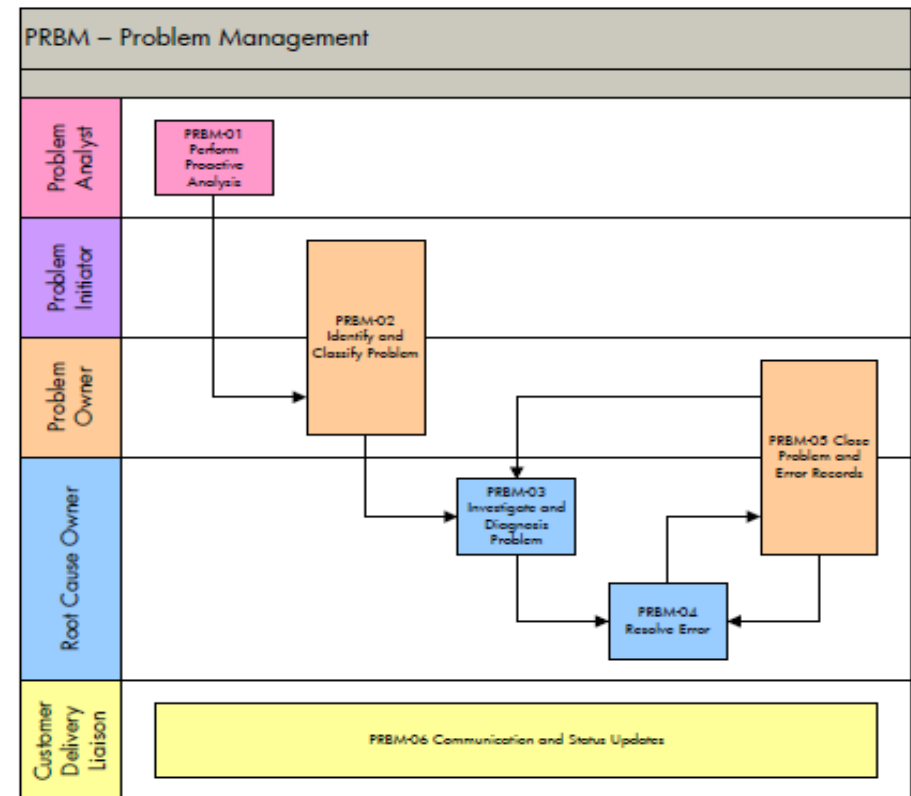 PRBM – Problem Management
Problem
Analyst
PRBM-01
Perform
Proactive
Analysis
Problem
Initiator
PRBM-02
Identify and
Classify Problem
Problem
Owner
PRBM-05 Close
Problem and
Error Records
Root Cause Owner
PRBM-03
Investigate and
Diagnosis
Problem
PRBM-04
Resolve Error
Customer
Delivery
Liaison
PRBM-06 Communication and Status Updates